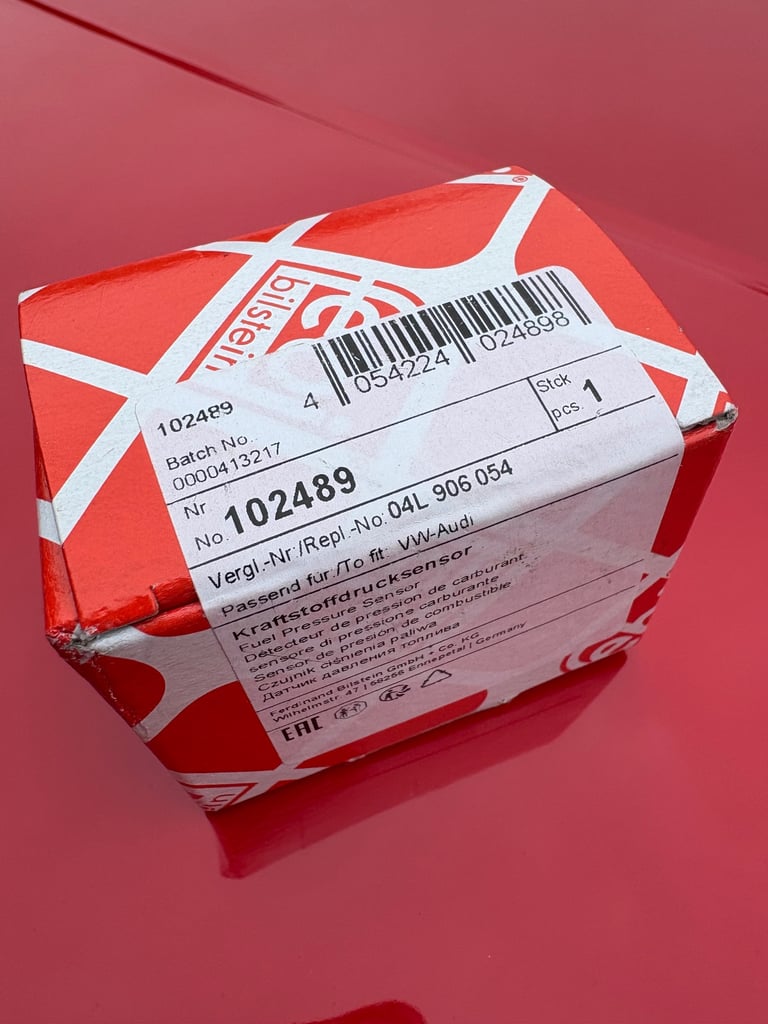 febi
bilstein
®
4 054224 024898
102489
Batch No..
0000413217
Stck
pcs. 1
Nr.
No. 102489
Vergl.-Nr./Repl.-No. 04L 906 054
Passend für:/To fit: VW-Audi
Kraftstoffdrucksensor
Fuel Pressure Sensor
Détecteur de pression de carburant
sensore di pressione carburante
Sensor de presión de combustible
Czujnik ciśnienia paliwa
Датчик давления топлива
Ferdinand Bilstein GmbH + Co. KG
Wilhelmstr. 47 | 58256 Ennepetal | Germany
EAC